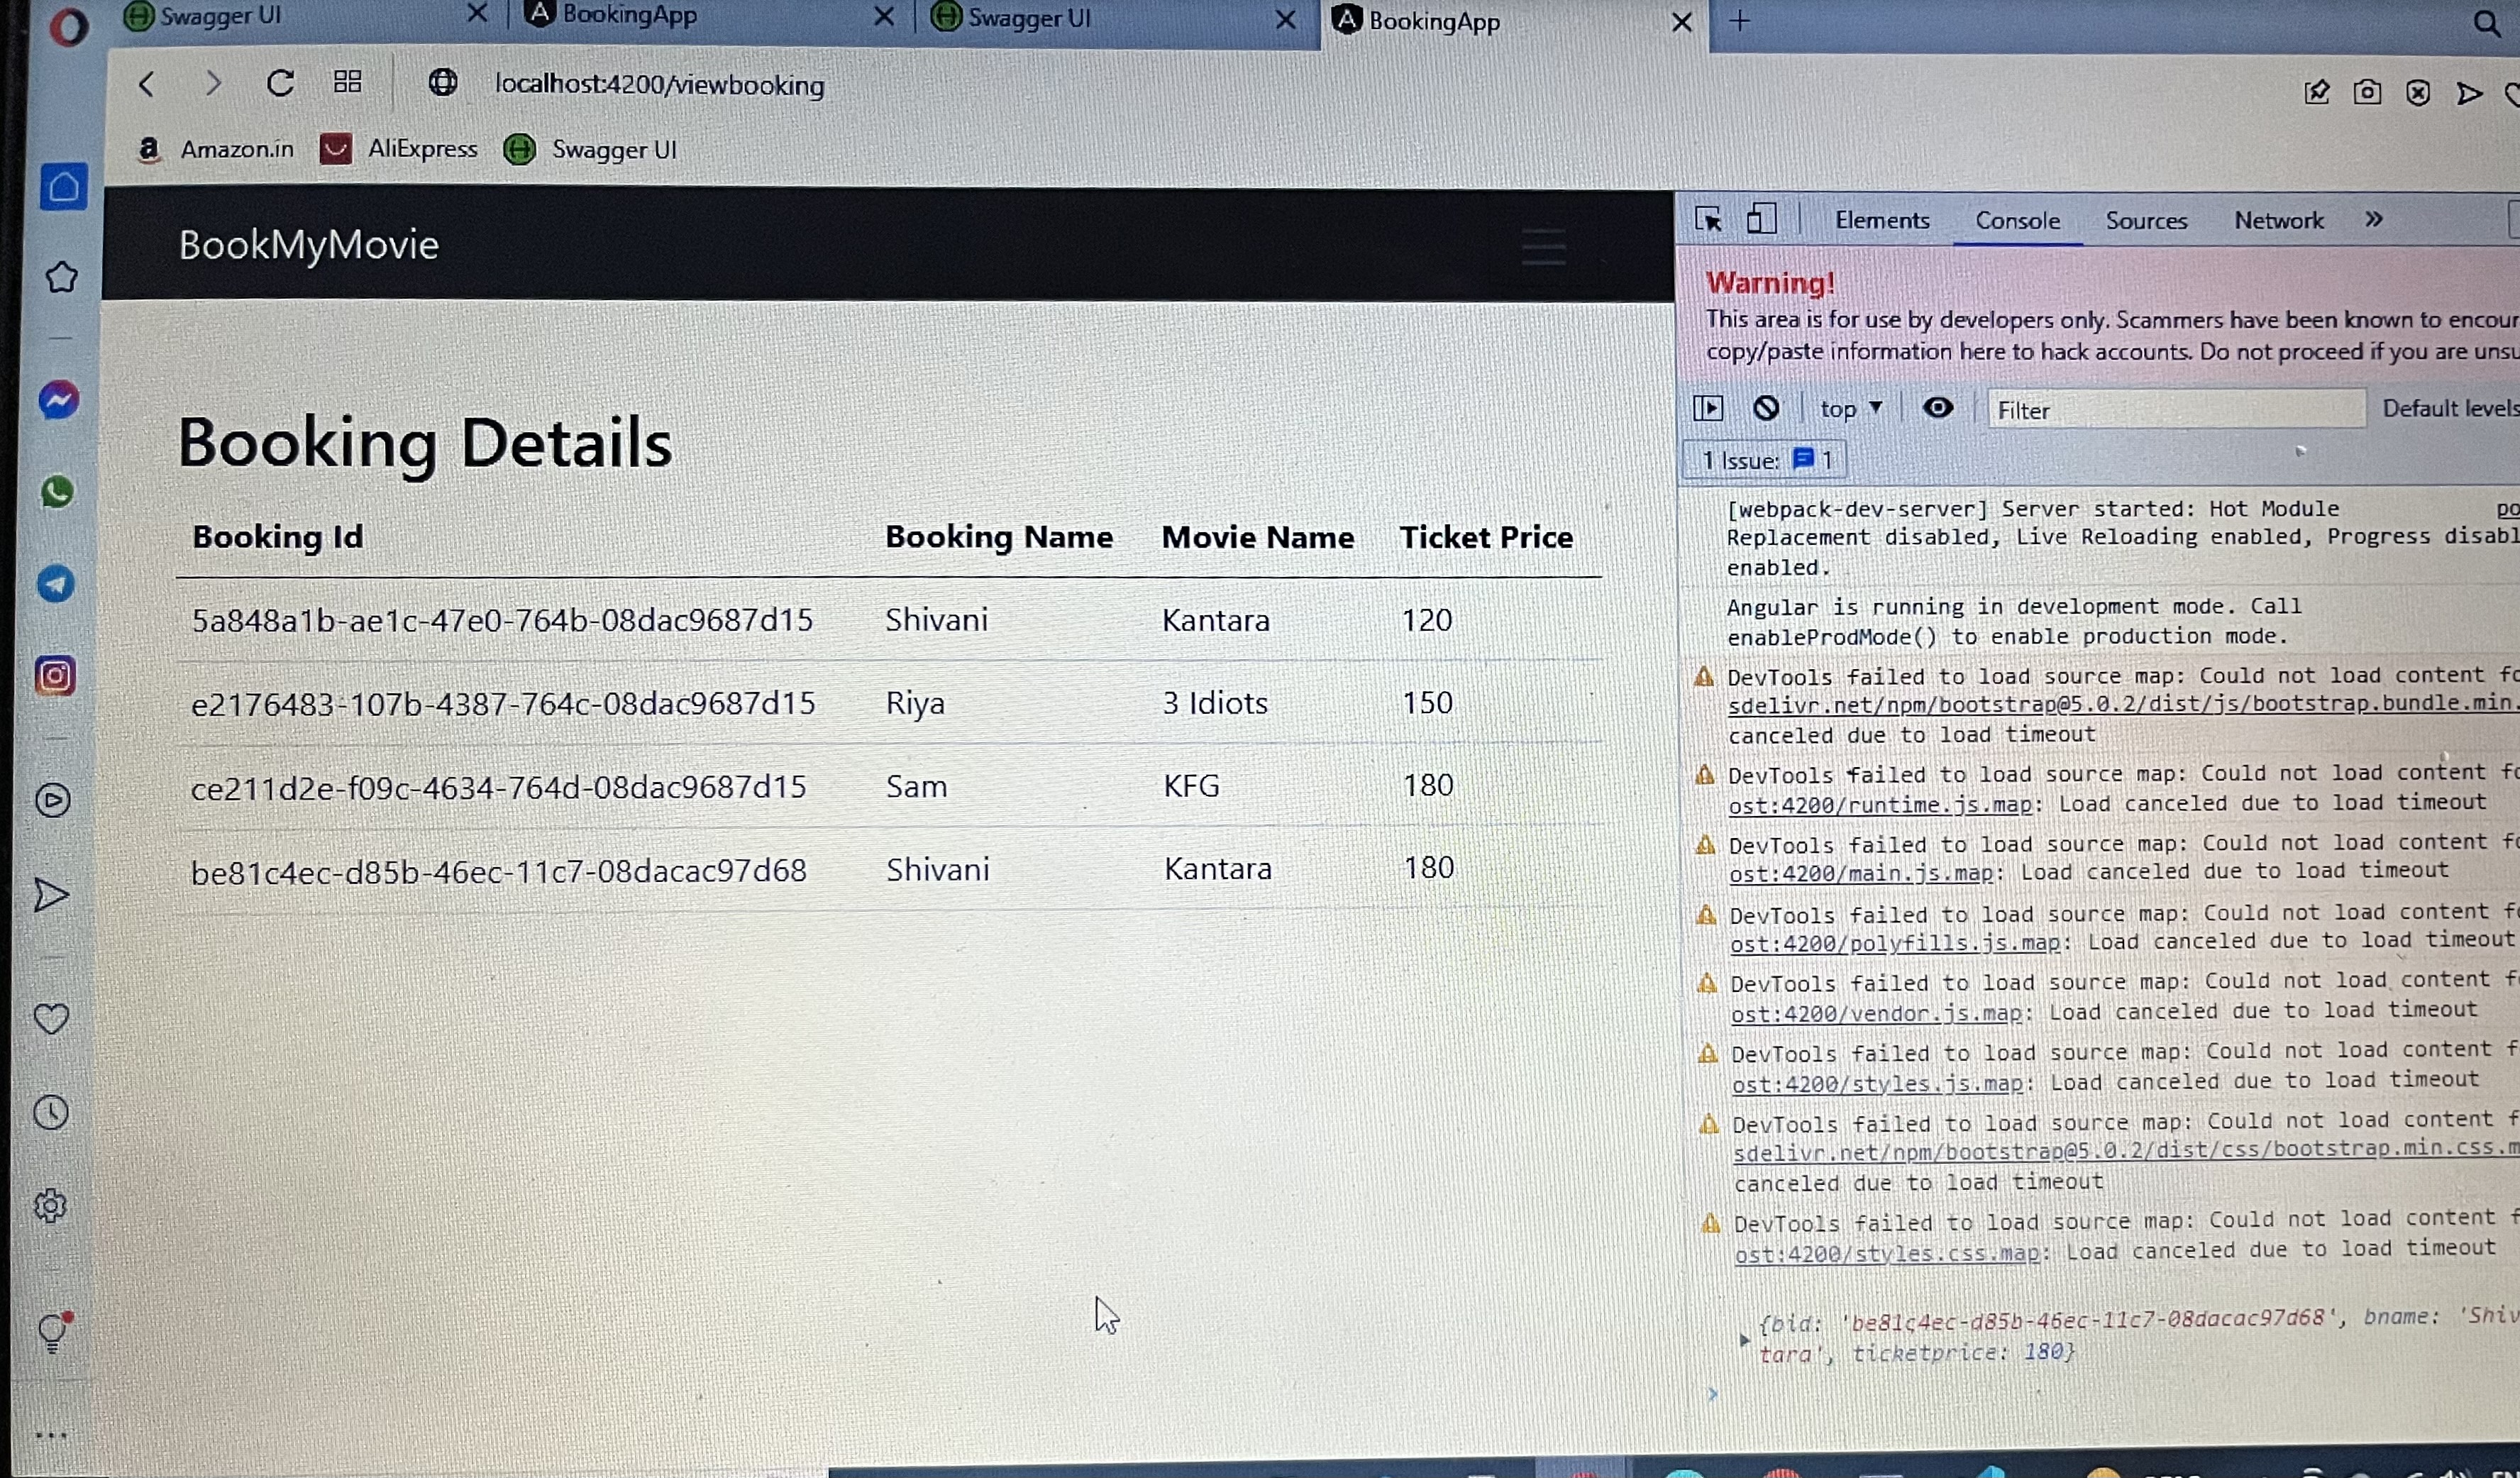 Swagger UI
BookingApp
Swagger UI
BookingApp
localhost:4200/viewbooking
Amazon.in
AliExpress
Swagger UI
BookMyMovie
Booking Details
Booking Id Booking Name Movie Name Ticket Price
5a848a1b-ae1c-47e0-764b-08dac9687d15 Shivani Kantara 120
e2176483-107b-4387-764c-08dac9687d15 Riya 3 Idiots 150
ce211d2e-f09c-4634-764d-08dac9687d15 Sam KFG 180
be81c4ec-d85b-46ec-11c7-08dacac97d68 Shivani Kantara 180
Elements Console Sources Network
Warning!
This area is for use by developers only. Scammers have been known to encour
copy/paste information here to hack accounts. Do not proceed if you are unsu
top Filter Default levels
1 Issue: 1
[webpack-dev-server] Server started: Hot Module po
Replacement disabled, Live Reloading enabled, Progress disabl
enabled.
Angular is running in development mode. Call
enableProdMode() to enable production mode.
DevTools failed to load source map: Could not load content fo
sdelivr.net/npm/bootstrap@5.0.2/dist/js/bootstrap.bundle.min.
canceled due to load timeout
DevTools failed to load source map: Could not load content fo
ost:4200/runtime.js.map: Load canceled due to load timeout
DevTools failed to load source map: Could not load content fo
ost:4200/main.js.map: Load canceled due to load timeout
DevTools failed to load source map: Could not load content fo
ost:4200/polyfills.js.map: Load canceled due to load timeout
DevTools failed to load source map: Could not load content f
ost:4200/vendor.js.map: Load canceled due to load timeout
DevTools failed to load source map: Could not load content f
ost:4200/styles.js.map: Load canceled due to load timeout
DevTools failed to load source map: Could not load content f
sdelivr.net/npm/bootstrap@5.0.2/dist/css/bootstrap.min.css.m
canceled due to load timeout
DevTools failed to load source map: Could not load content f
ost:4200/styles.css.map: Load canceled due to load timeout
{bid: 'be81c4ec-d85b-46ec-11c7-08dacac97d68', bname: 'Shiv
tara', ticketprice: 180}